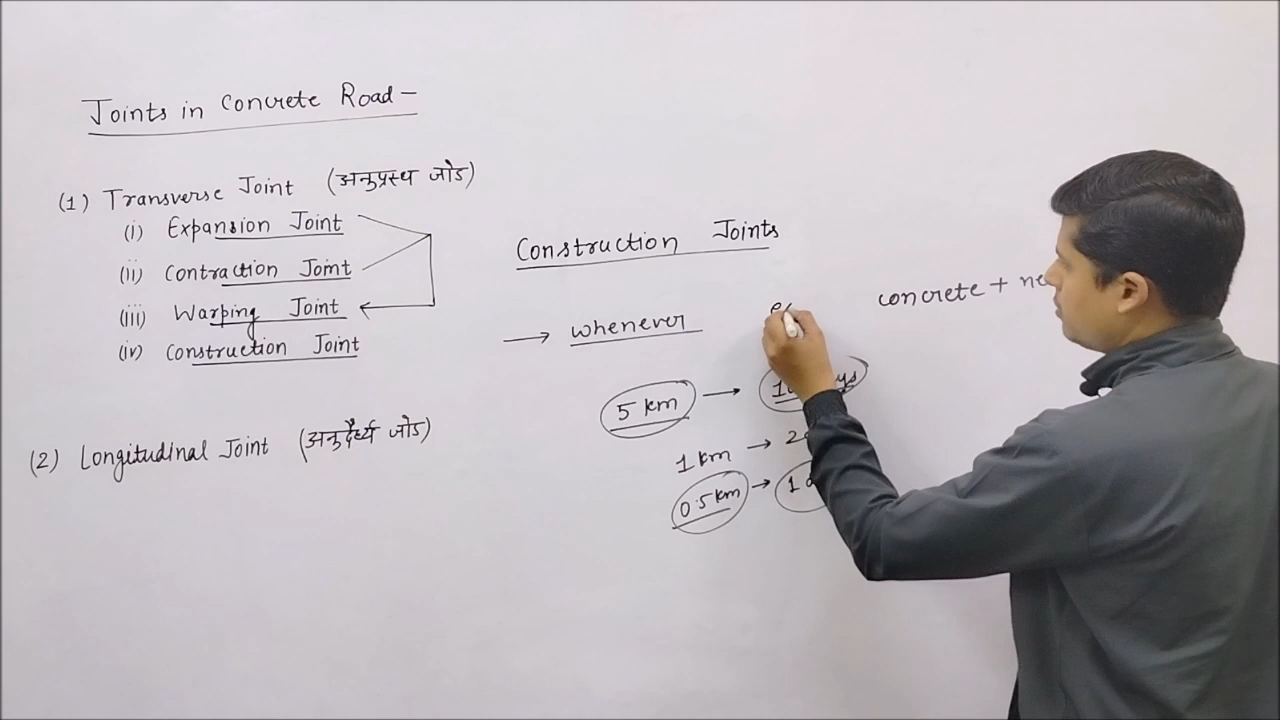 Joints in Concrete Road -
(1) Transverse Joint (अनुप्रस्थ जोड)
(i) Expansion Joint
(ii) Contraction Joint
(iii) Warping Joint
(iv) Construction Joint
(2) Longitudinal Joint (अनुदैर्ध्य जोड)
Construction Joints
→ whenever
concrete +
5 km →
1 km →
0.5 km → 1